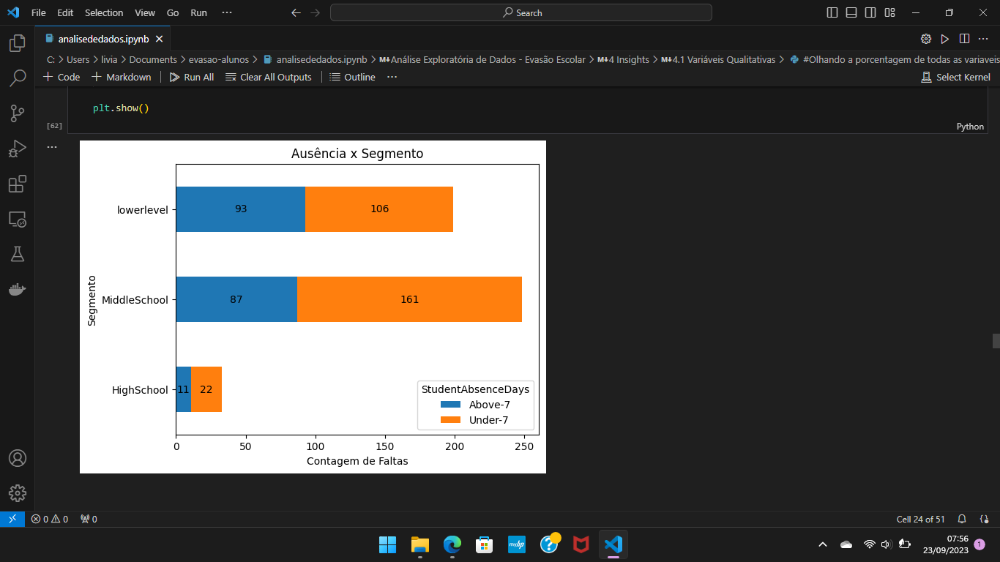 File Edit Selection View Go Run ··· Search
analisededados.ipynb
C: > Users > livia > Documents > evasao-alunos > analisededados.ipynb > M↓Análise Exploratória de Dados - Evasão Escolar > M↓4 Insights > M↓4.1 Variáveis Qualitativas > #Olhando a porcentagem de todas as variaveis
Code Markdown Run All Clear All Outputs Outline ··· Select Kernel
plt.show()
[62] Python
Ausência x Segmento
lowerlevel 93 106
MiddleSchool 87 161
HighSchool 11 22
Segmento
StudentAbsenceDays
Above-7
Under-7
0 50 100 150 200 250
Contagem de Faltas
0 0 0 Cell 24 of 51
myhp
07:56
23/09/2023 1